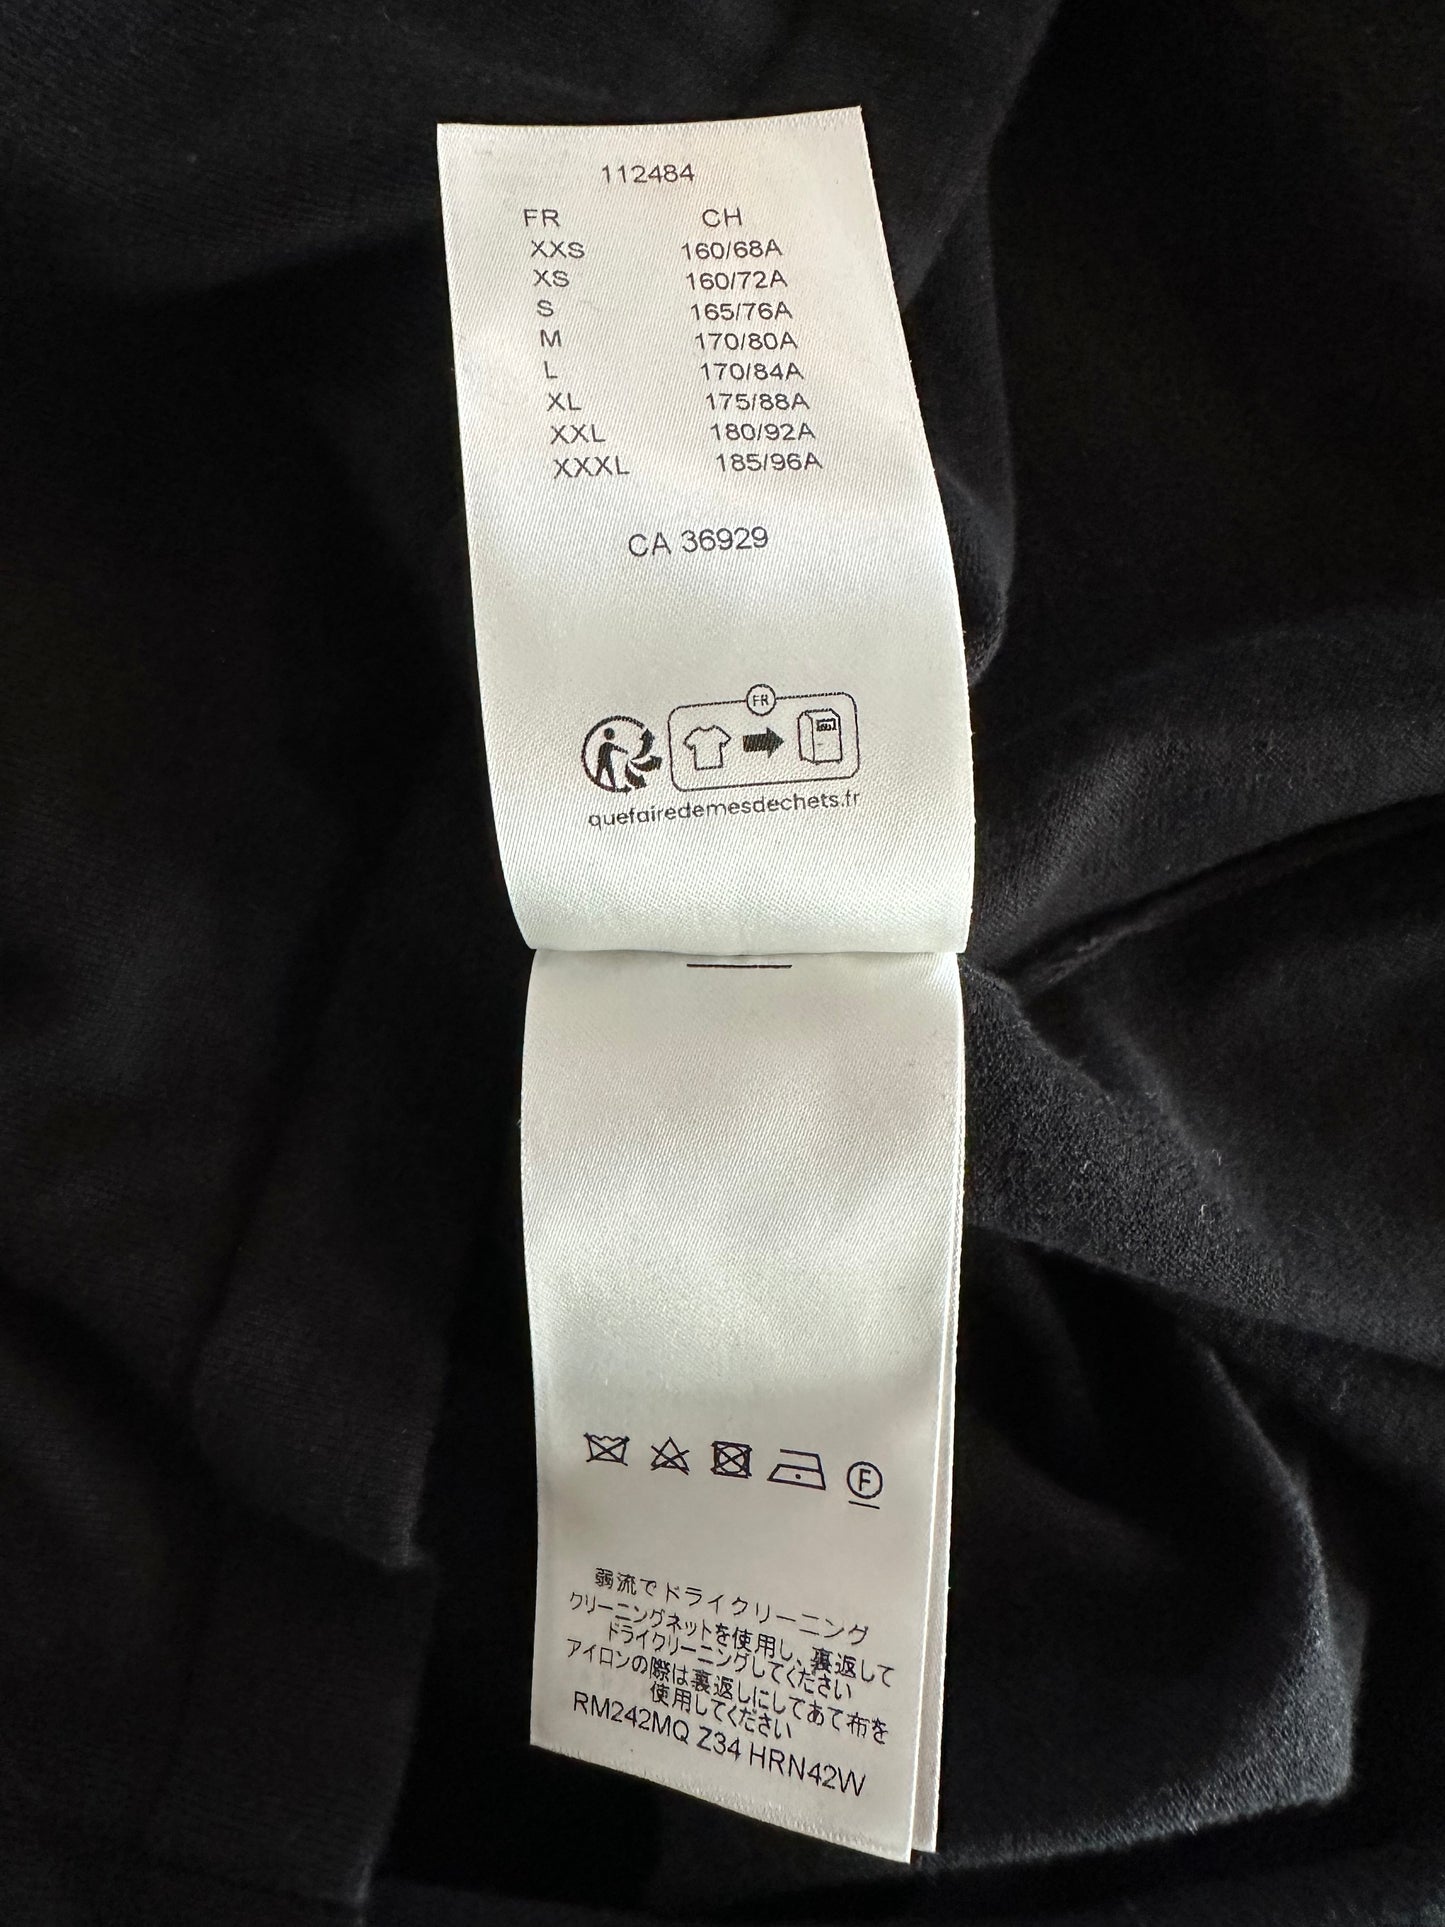 112484
FR CH
XXS 160/68A
XS 160/72A
S 165/76A
M 170/80A
L 170/84A
XL 175/88A
XXL 180/92A
XXXL 185/96A
CA 36929
FR
quefairedemesdechets.fr
F
弱流でドライクリーニング
クリーニングネットを使用し、裏返して
ドライクリーニングしてください
アイロンの際は裏返しにしてあて布を
使用してください
RM242MQ Z34 HRN42W